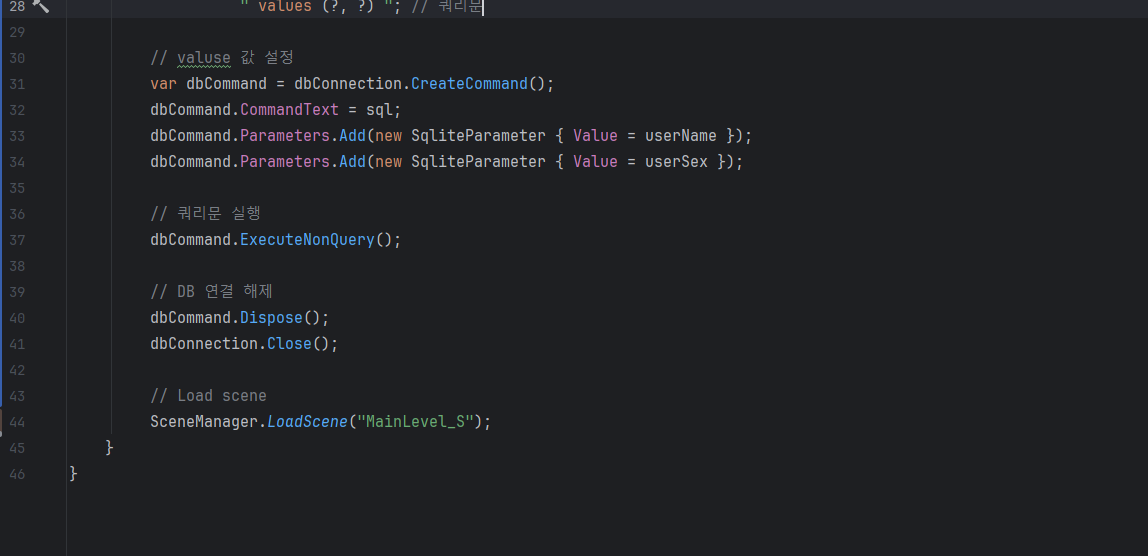 28 " values (?, ?) "; // 쿼리문
29
30 // valuse 값 설정
31 var dbCommand = dbConnection.CreateCommand();
32 dbCommand.CommandText = sql;
33 dbCommand.Parameters.Add(new SqliteParameter { Value = userName });
34 dbCommand.Parameters.Add(new SqliteParameter { Value = userSex });
35
36 // 쿼리문 실행
37 dbCommand.ExecuteNonQuery();
38
39 // DB 연결 해제
40 dbCommand.Dispose();
41 dbConnection.Close();
42
43 // Load scene
44 SceneManager.LoadScene("MainLevel_S");
45 }
46 }